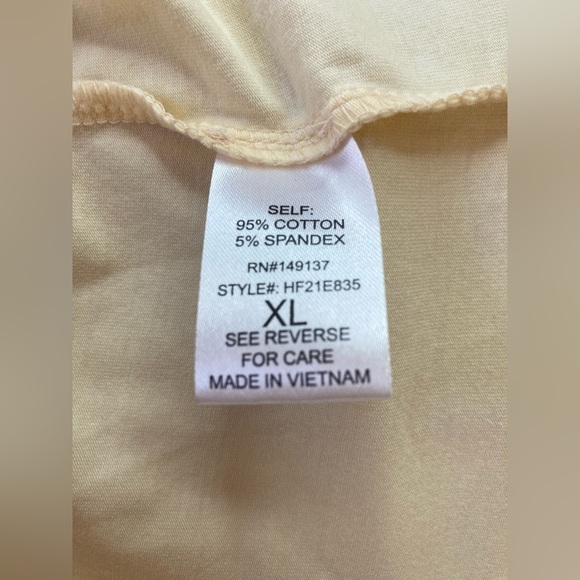 SELF:
95% COTTON
5% SPANDEX
RN#149137
STYLE#: HF21E835
XL
SEE REVERSE
FOR CARE
MADE IN VIETNAM